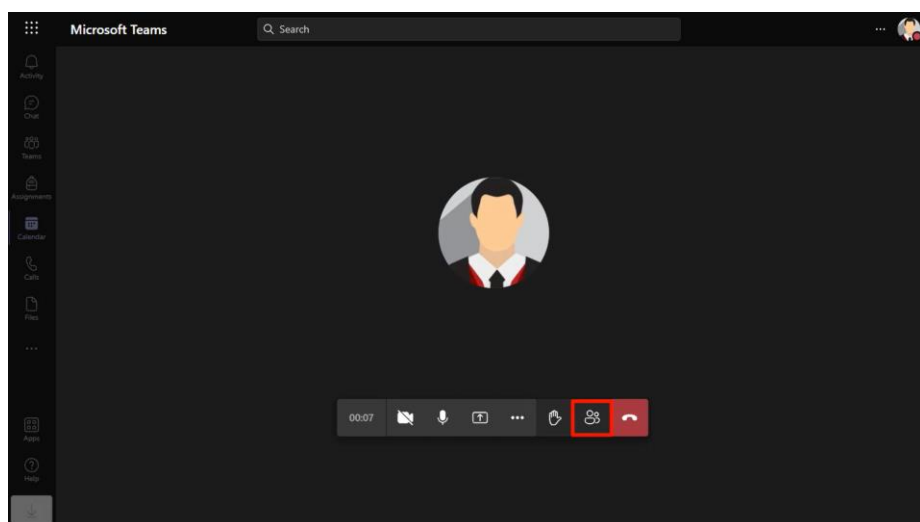 Microsoft Teams
Search
Activity
Chat
Teams
Assignments
Calendar
Calls
Files
Apps
Help
00:07